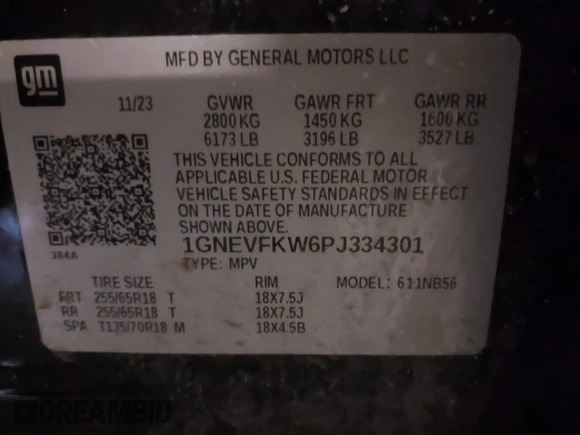 gm
MFD BY GENERAL MOTORS LLC
11/23 GVWR GAWR FRT GAWR RR
2800 KG 1450 KG 1600 KG
6173 LB 3196 LB 3527 LB
THIS VEHICLE CONFORMS TO ALL
APPLICABLE U.S. FEDERAL MOTOR
VEHICLE SAFETY STANDARDS IN EFFECT
ON THE DATE OF MANUFACTURE
SHOWN ABOVE.
384A
1GNEVFKW6PJ334301
TYPE: MPV
TIRE SIZE RIM MODEL: 611NB56
FRT 255/65R18 T 18X7.5J
RR 255/65R18 T 18X7.5J
SPA T135/70R18 M 18X4.5B
DREAMBID